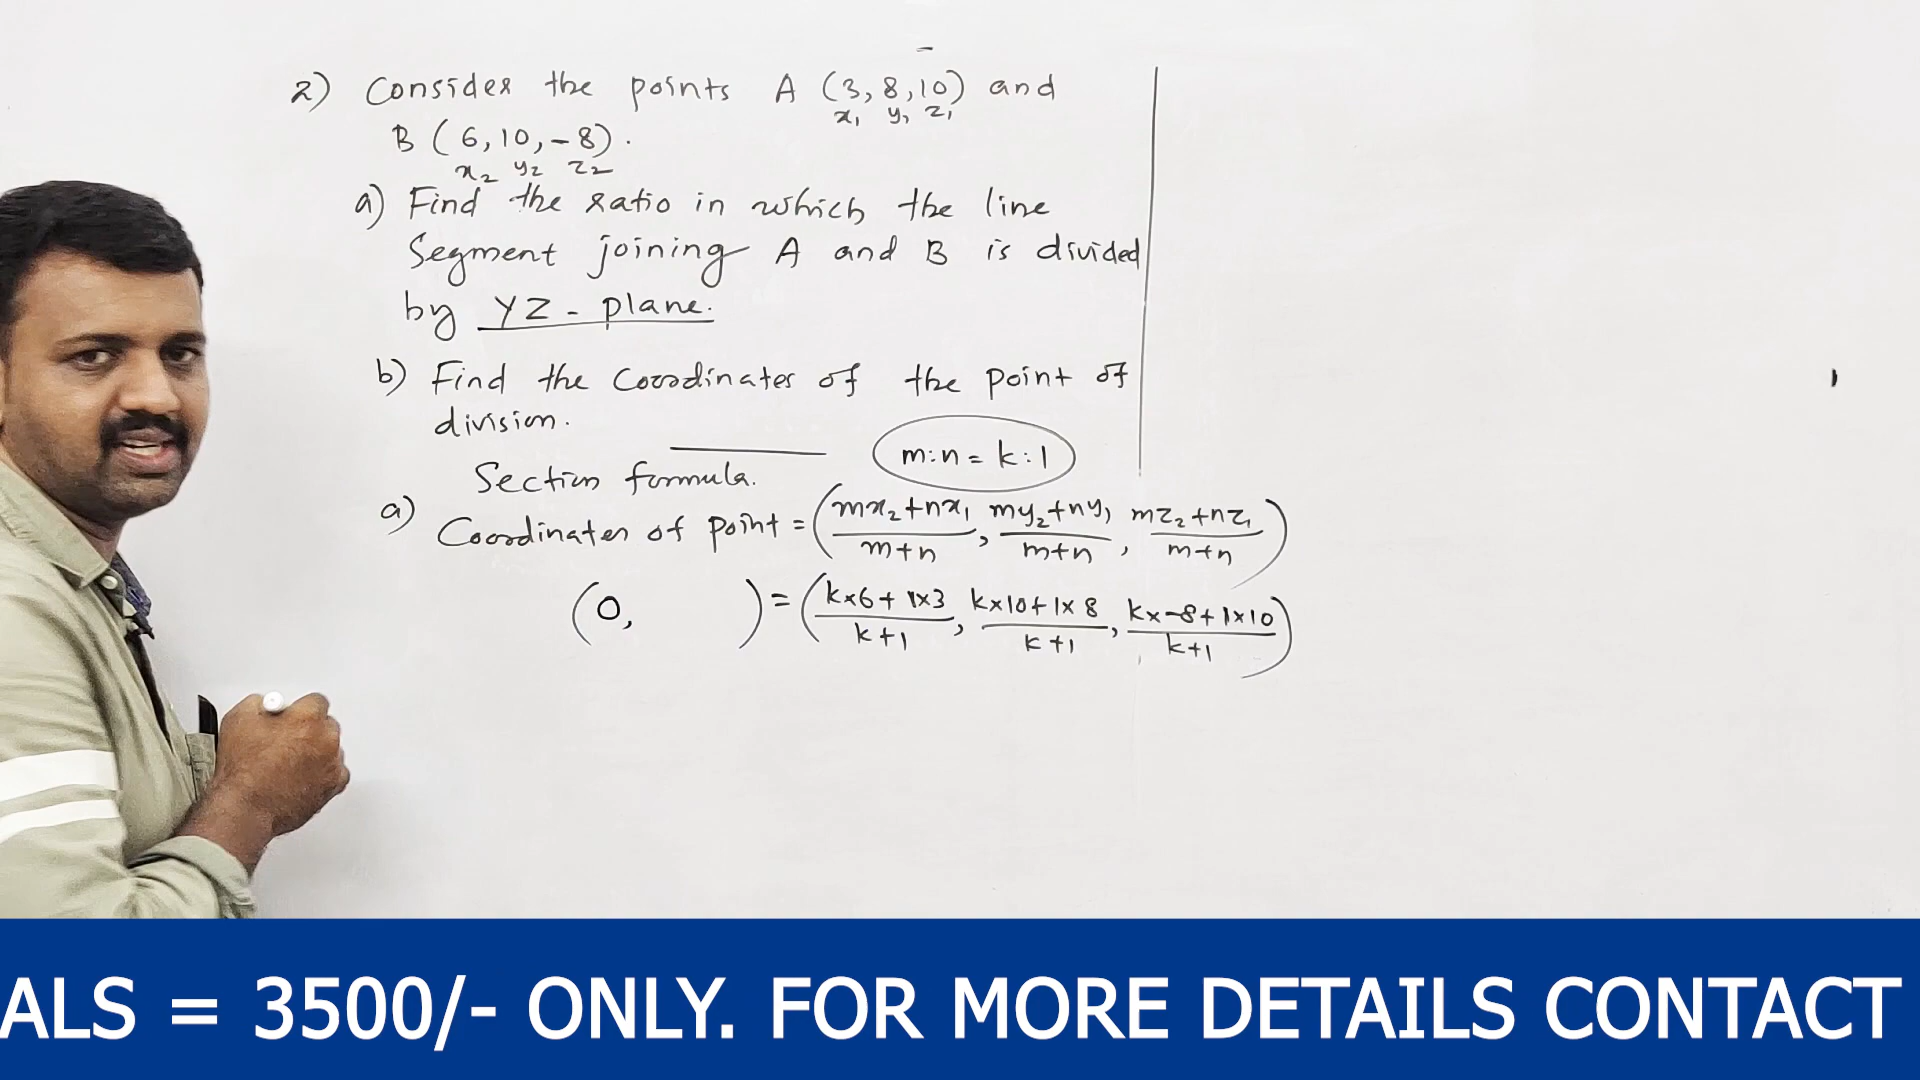 2) Consider the points A (3, 8, 10) and
x₁ y₁ z₁
B (6, 10, -8).
x₂ y₂ z₂
a) Find the ratio in which the line
Segment joining A and B is divided
by YZ - plane.
b) Find the Coordinates of the point of
division.
m:n = k:1
Section formula.
a) Coordinates of point = (mx₂+nx₁/m+n, my₂+ny₁/m+n, mz₂+nz₁/m+n)
(0, ) = (k×6+1×3/k+1, k×10+1×8/k+1, k×-8+1×10/k+1)
ALS = 3500/- ONLY. FOR MORE DETAILS CONTACT